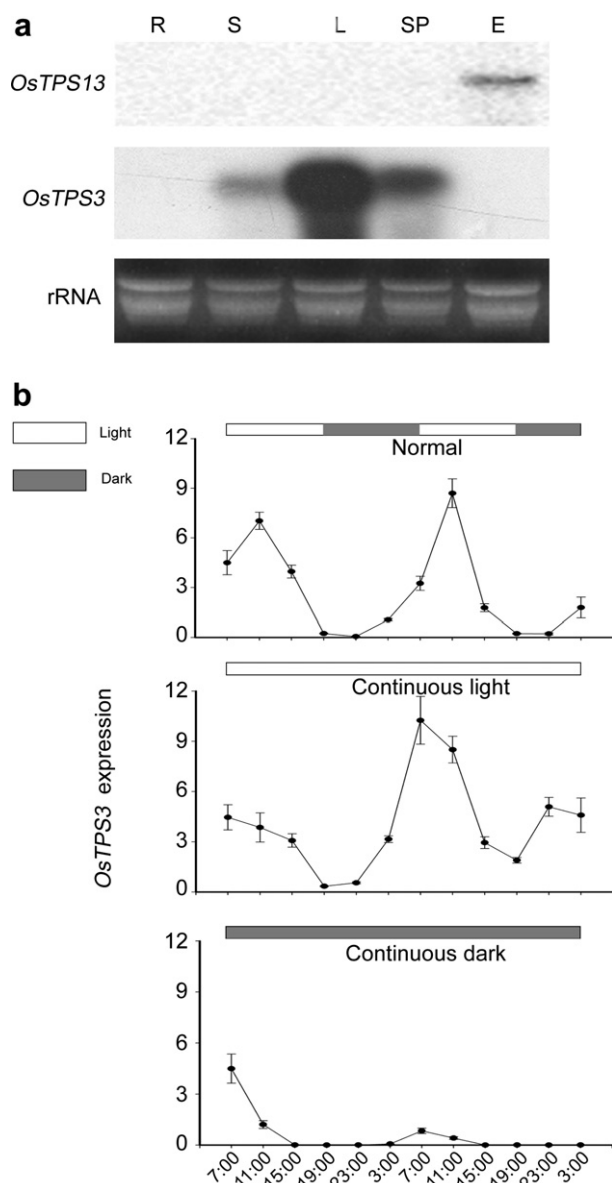 a
R S L SP E
OsTPS13
OsTPS3
rRNA
b
Light
Dark
12
9
6
3
0
Normal
12
9
6
3
0
Continuous light
OsTPS3 expression
12
9
6
3
0
Continuous dark
7:00 11:00 15:00 19:00 23:00 3:00 7:00 11:00 15:00 19:00 23:00 3:00